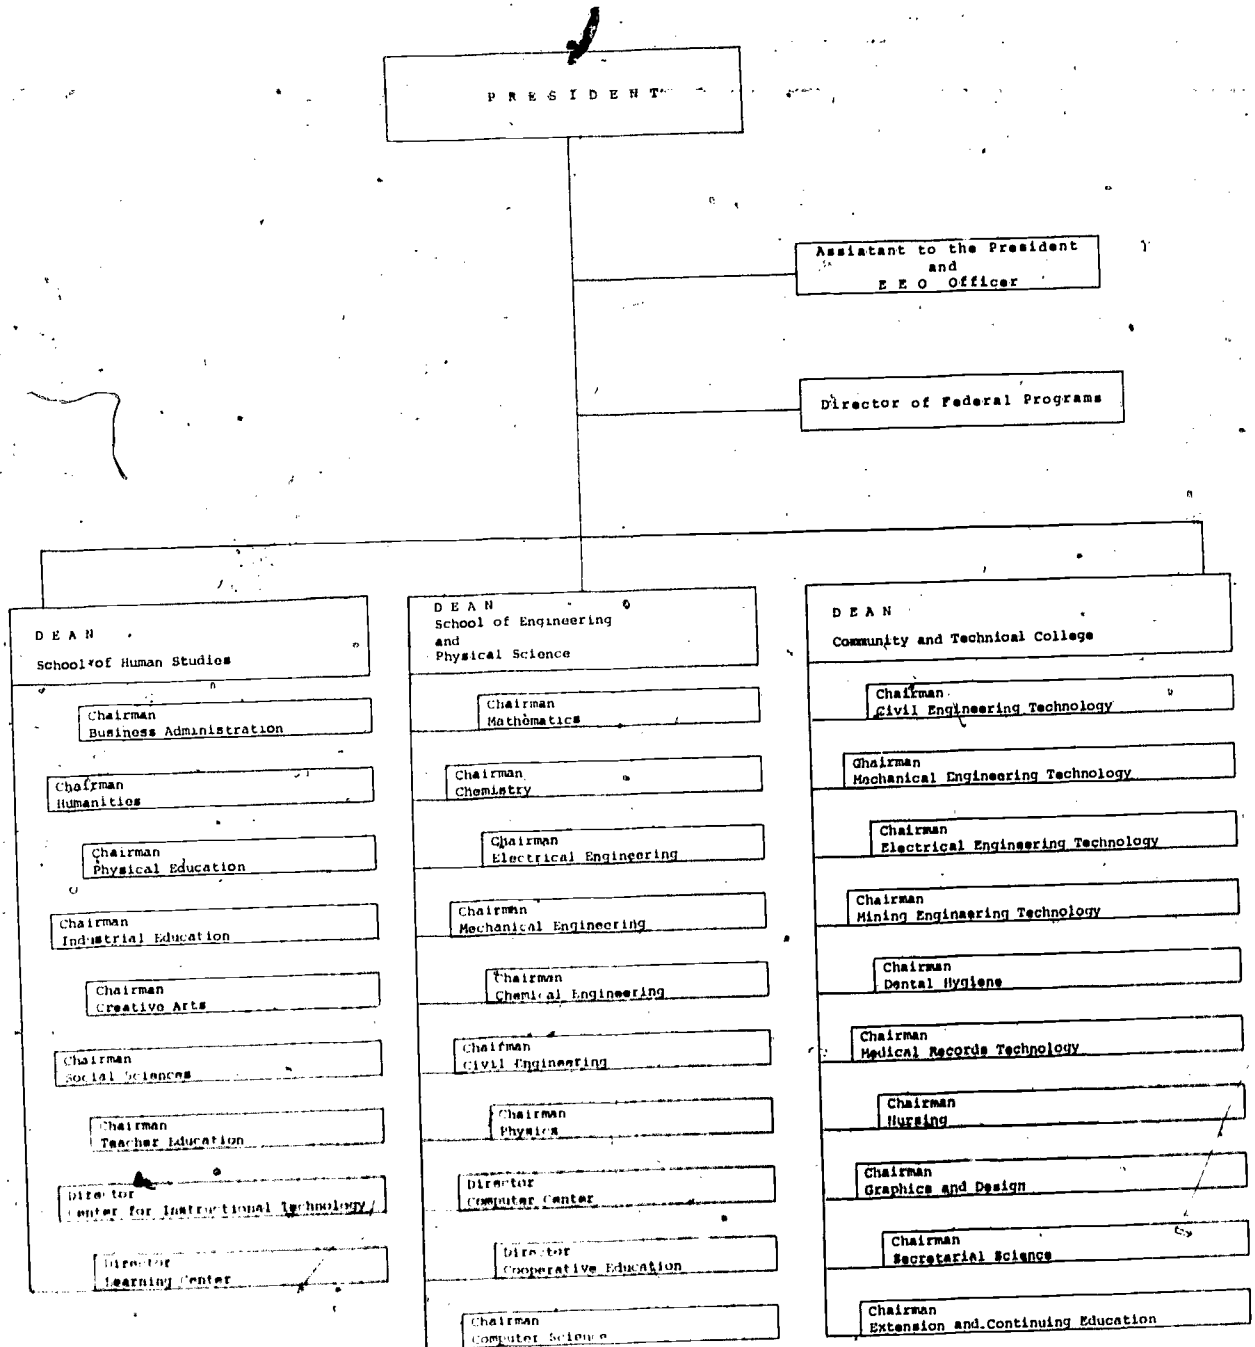 P R E S I D E N T
Assistant to the President
and
E E O Officer
Director of Federal Programs
D E A N
School of Human Studies
Chairman
Business Administration
Chairman
Humanities
Chairman
Physical Education
Chairman
Industrial Education
Chairman
Creative Arts
Chairman
Social Sciences
Chairman
Teacher Education
Director
Center for Instructional Technology
Director
Learning Center
D E A N
School of Engineering
and
Physical Science
Chairman
Mathematics
Chairman
Chemistry
Chairman
Electrical Engineering
Chairman
Mechanical Engineering
Chairman
Chemical Engineering
Chairman
Civil Engineering
Chairman
Physics
Director
Computer Center
Director
Cooperative Education
Chairman
Computer Science
D E A N
Community and Technical College
Chairman
Civil Engineering Technology
Chairman
Mechanical Engineering Technology
Chairman
Electrical Engineering Technology
Chairman
Mining Engineering Technology
Chairman
Dental Hygiene
Chairman
Medical Records Technology
Chairman
Nursing
Chairman
Graphics and Design
Chairman
Secretarial Science
Chairman
Extension and Continuing Education